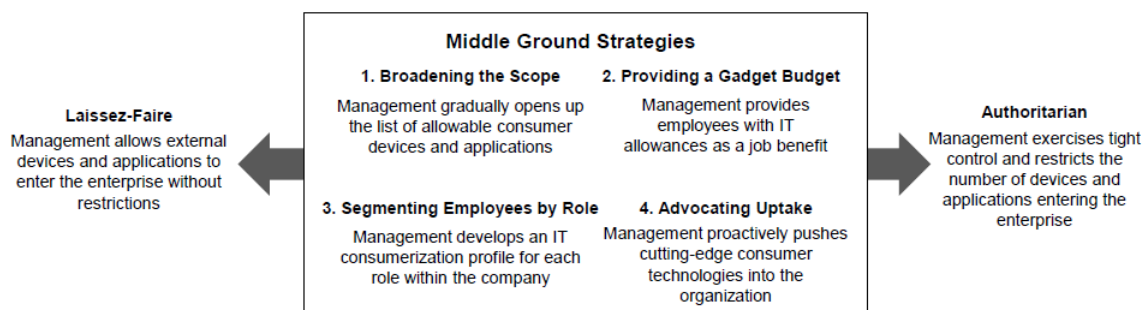 Middle Ground Strategies
1. Broadening the Scope
Management gradually opens up
the list of allowable consumer
devices and applications
2. Providing a Gadget Budget
Management provides
employees with IT
allowances as a job benefit
Laissez-Faire
Management allows external
devices and applications to
enter the enterprise without
restrictions
Authoritarian
Management exercises tight
control and restricts the
number of devices and
applications entering the
enterprise
3. Segmenting Employees by Role
Management develops an IT
consumerization profile for each
role within the company
4. Advocating Uptake
Management proactively pushes
cutting-edge consumer
technologies into the
organization